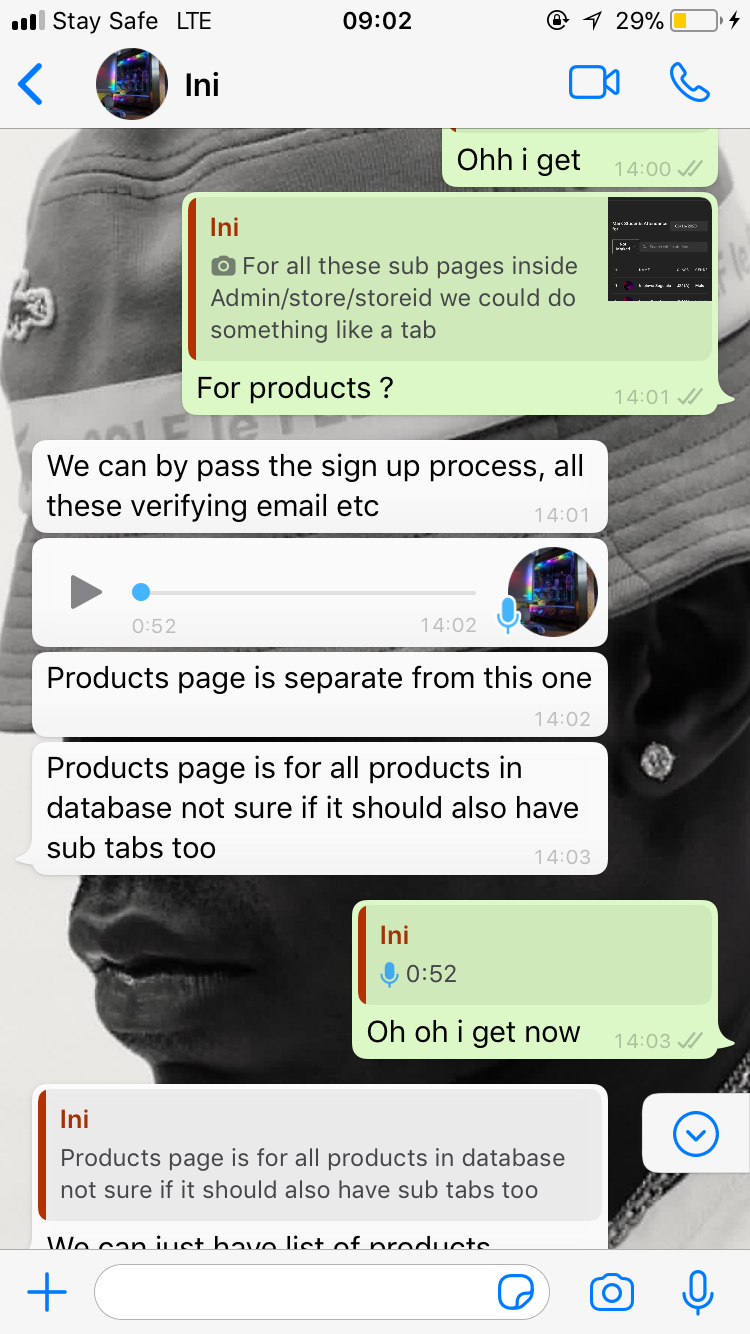 Stay Safe LTE 09:02 29%
Ini
Ohh i get 14:00
Ini
For all these sub pages inside
Admin/store/storeid we could do
something like a tab
For products ? 14:01
We can by pass the sign up process, all
these verifying email etc 14:01
0:52 14:02
Products page is separate from this one
14:02
Products page is for all products in
database not sure if it should also have
sub tabs too 14:03
Ini
0:52
Oh oh i get now 14:03
Ini
Products page is for all products in database
not sure if it should also have sub tabs too
We can just have list of products